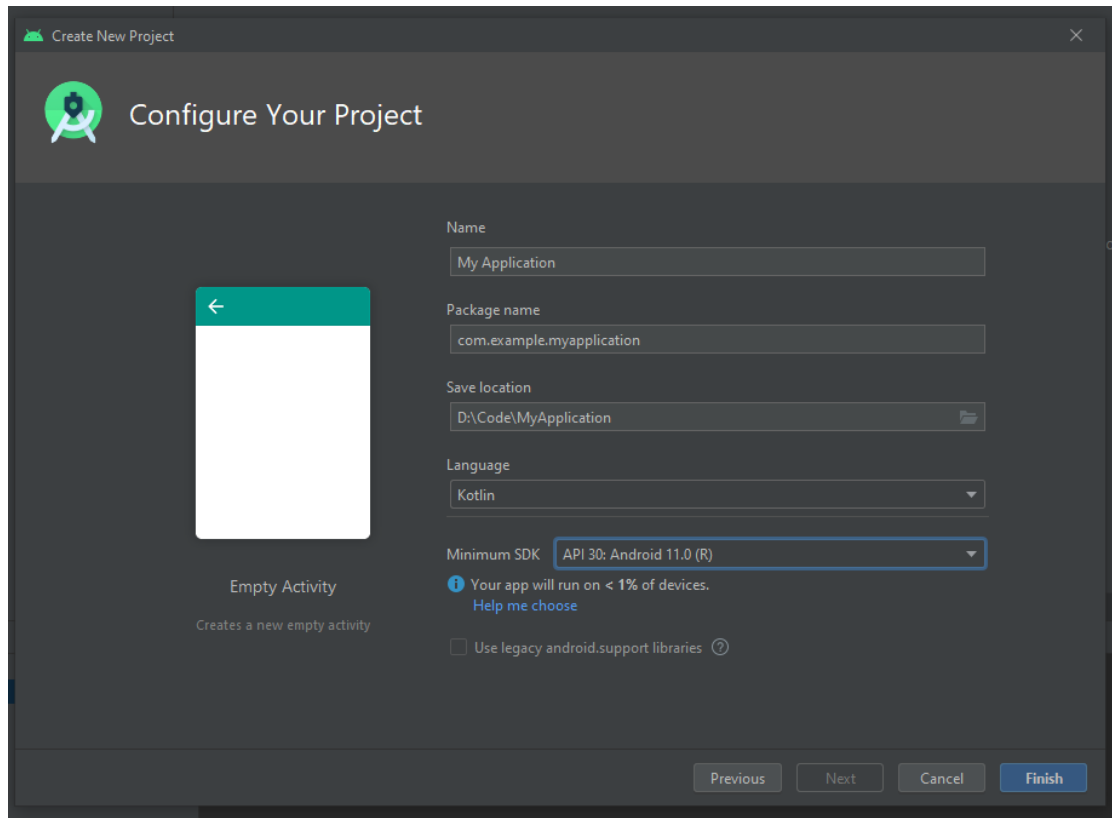 Create New Project
Configure Your Project
Name
My Application
Package name
com.example.myapplication
Save location
D:\Code\MyApplication
Language
Kotlin
Minimum SDK API 30: Android 11.0 (R)
Your app will run on < 1% of devices.
Help me choose
Use legacy android.support libraries
Empty Activity
Creates a new empty activity
Previous Next Cancel Finish